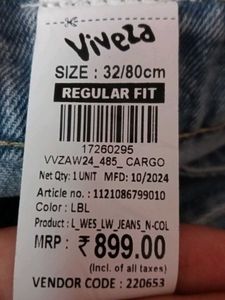 Viveza
SIZE : 32/80cm
REGULAR FIT
17260295
VVZAW24_485_ CARGO
Net Qty: 1 UNIT MFD: 10/2024
Article no. : 1121086799010
Color : LBL
Product : L_WES_LW_JEANS_N-COL
MRP : ₹ 899.00
(Incl. of all taxes)
VENDOR CODE : 220653